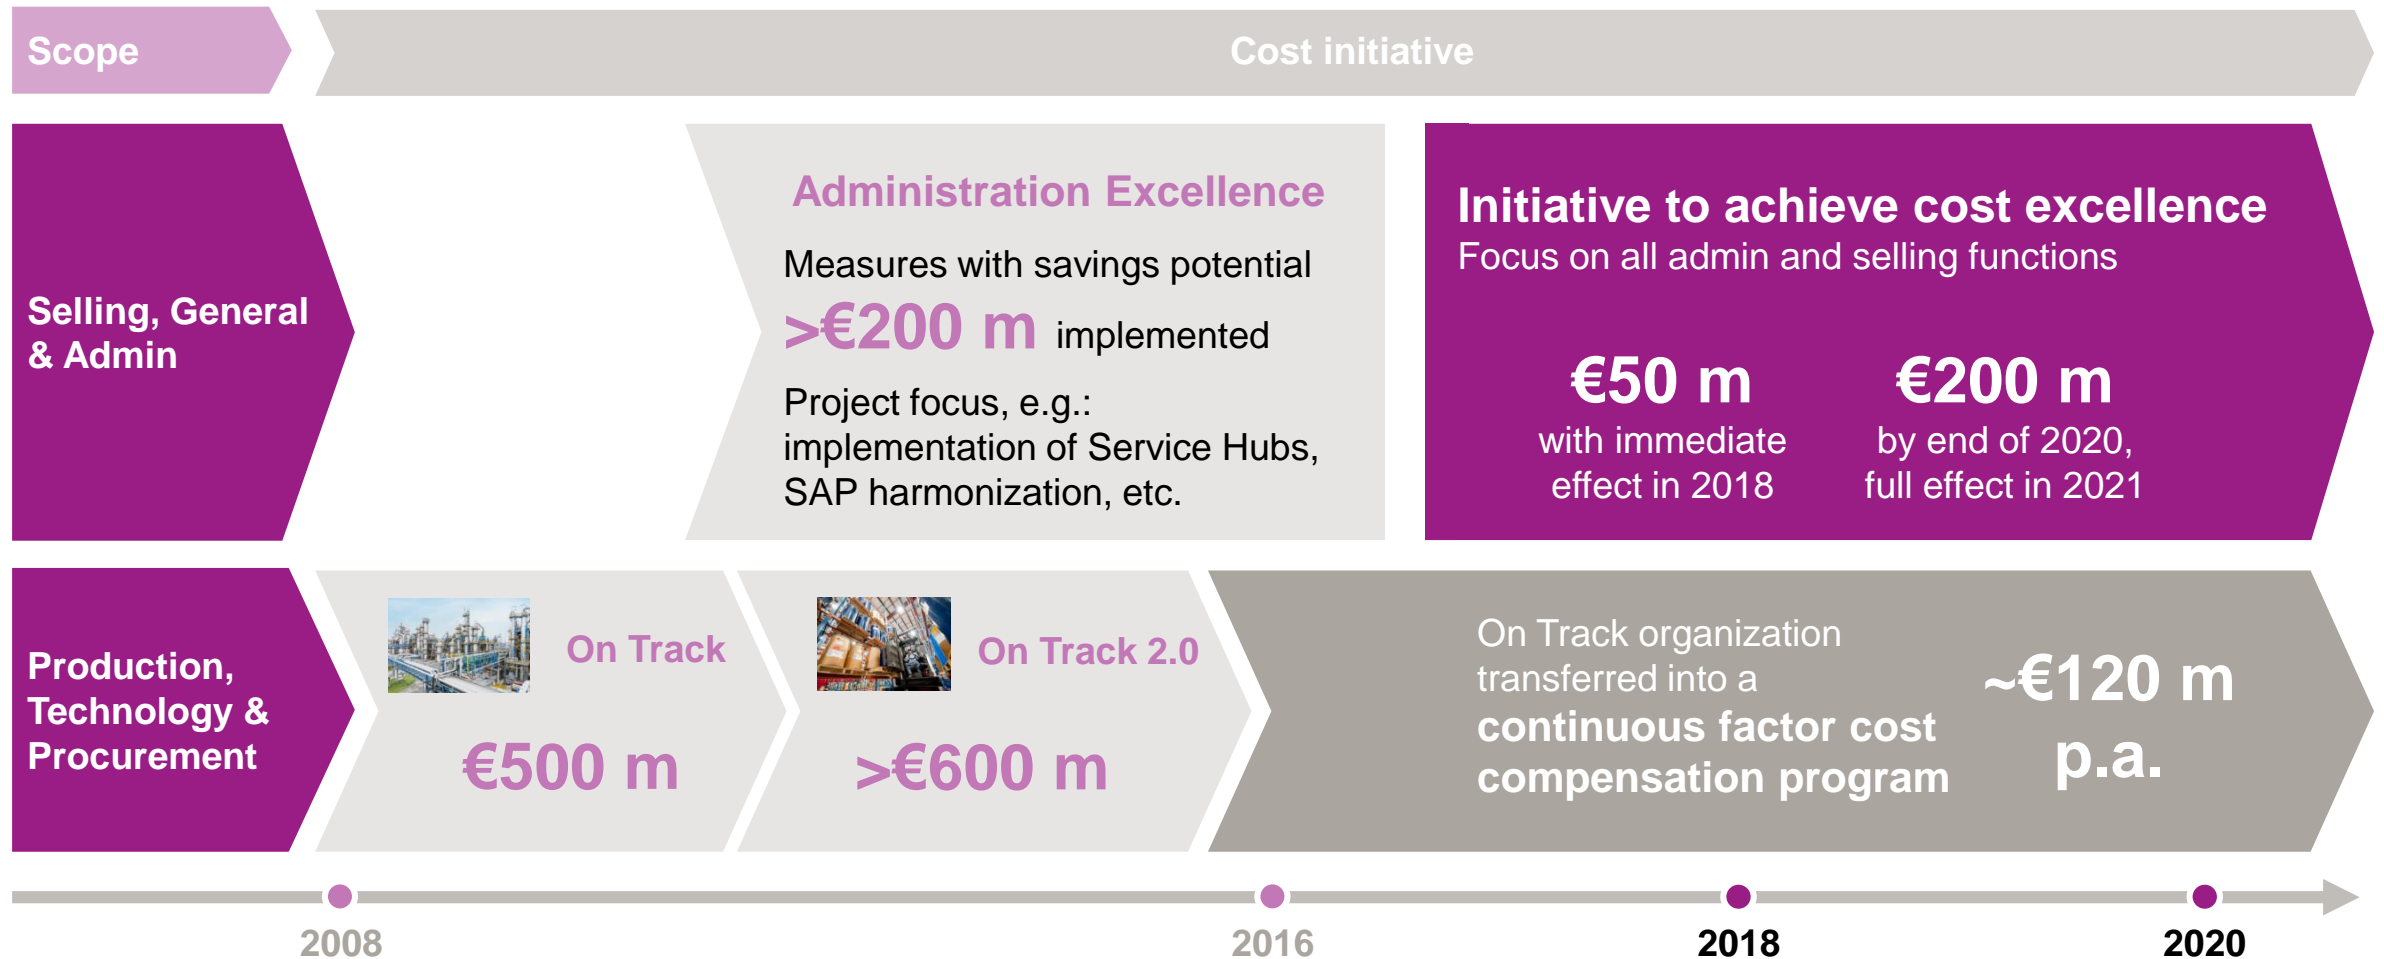 Scope
Cost initiative
Selling, General
& Admin
Administration Excellence
Measures with savings potential
>€200 m implemented
Project focus, e.g.:
implementation of Service Hubs,
SAP harmonization, etc.
Initiative to achieve cost excellence
Focus on all admin and selling functions
€50 m
with immediate
effect in 2018
€200 m
by end of 2020,
full effect in 2021
Production,
Technology &
Procurement
On Track
€500 m
On Track 2.0
>€600 m
On Track organization
transferred into a
continuous factor cost
compensation program
~€120 m
p.a.
2008
2016
2018
2020